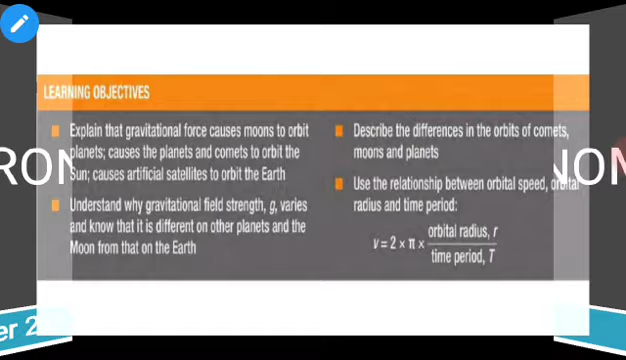 LEARNING OBJECTIVES
Explain that gravitational force causes moons to orbit
planets; causes the planets and comets to orbit the
Sun; causes artificial satellites to orbit the Earth
Understand why gravitational field strength, g, varies
and know that it is different on other planets and the
Moon from that on the Earth
Describe the differences in the orbits of comets,
moons and planets
Use the relationship between orbital speed, orbital
radius and time period:
v = 2 × π × orbital radius, r
time period, T
RON
NOM
er 2